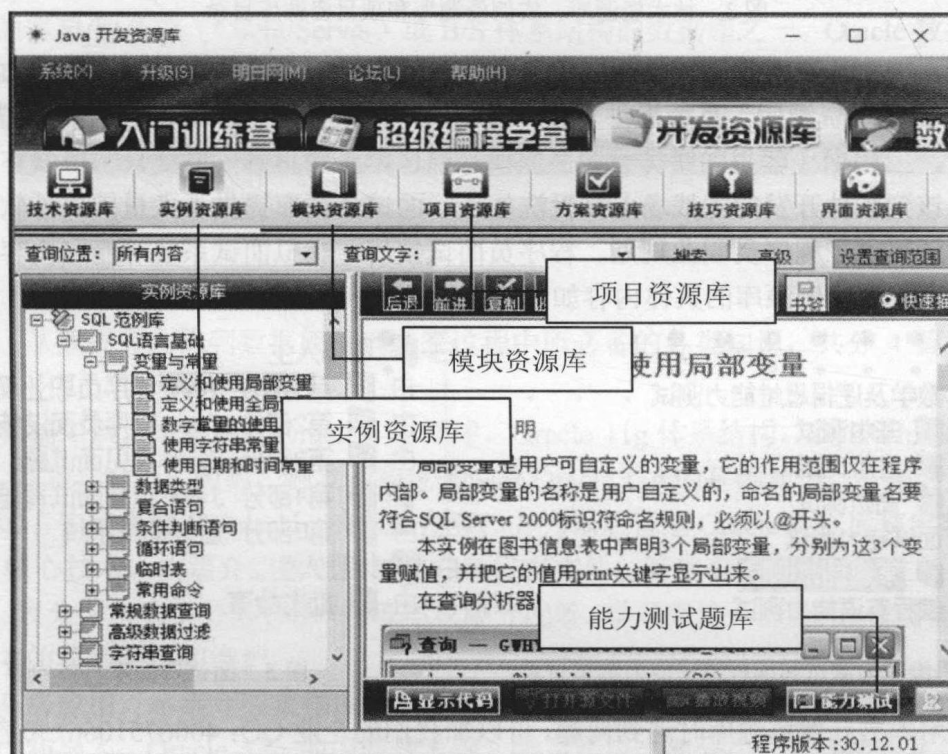 Java 开发资源库
系统(X) 升级(S) 明日网(M) 论坛(L) 帮助(H)
入门训练营 超级编程学堂 开发资源库 数
技术资源库 实例资源库 模块资源库 项目资源库 方案资源库 技巧资源库 界面资源库
查询位置: 所有内容 查询文字: 搜索 高级 设置查询范围
实例资源库
后退 前进 复制 书签 快速
项目资源库
SQL 范例库
SQL语言基础
模块资源库
使用局部变量
变量与常量
定义和使用局部变量
定义和使用全局
数字常量的使用
使用字符串常量
使用日期和时间常量
实例资源库
明
数据类型
复合语句
条件判断语句
循环语句
临时表
常用命令
常规数据查询
高级数据过滤
字符串查询
局部变量是用户可自定义的变量，它的作用范围仅在程序
内部。局部变量的名称是用户自定义的，命名的局部变量名要
符合SQL Server 2000标识符命名规则，必须以@开头。
本实例在图书信息表中声明3个局部变量，分别为这3个变
量赋值，并把它的值用print关键字显示出来。
在查询分析器
能力测试题库
查询 —
显示代码 打开源文件 播放视频 能力测试
程序版本:30.12.01